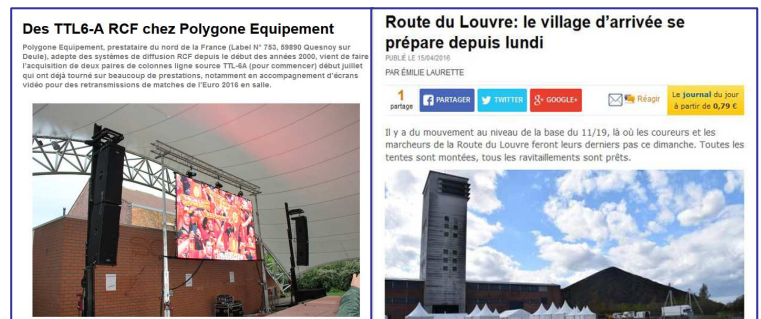 Des TTL6-A RCF chez Polygone Equipement
Polygone Equipement, prestataire du nord de la France (Label N° 753, 59890 Quesnoy sur
Deule), adepte des systèmes de diffusion RCF depuis le début des années 2000, vient de faire
l'acquisition de deux paires de colonnes ligne source TTL-6A (pour commencer) début juillet
qui ont déjà tourné sur beaucoup de prestations, notamment en accompagnement d'écrans
vidéo pour des retransmissions de matches de l'Euro 2016 en salle.
Route du Louvre: le village d'arrivée se
prépare depuis lundi
PUBLIÉ LE 15/04/2016
PAR ÉMILIE LAURETTE
1
partage
PARTAGER
TWITTER
GOOGLE+
Réagir
Le journal du jour
à partir de 0,79 €
Il y a du mouvement au niveau de la base du 11/19, là où les coureurs et les
marcheurs de la Route du Louvre feront leurs derniers pas ce dimanche. Toutes les
tentes sont montées, tous les ravitaillements sont prêts.